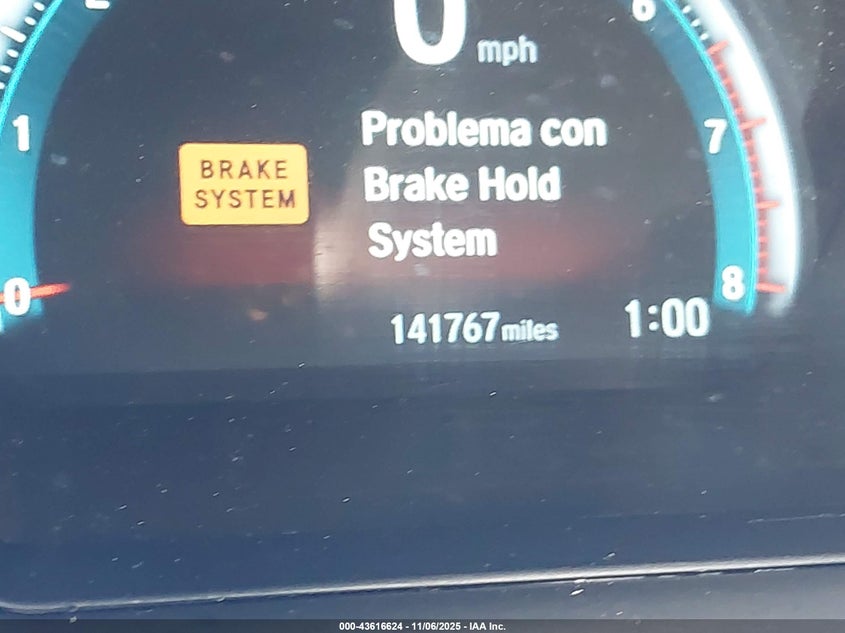 2
0 mph
6
1
Problema con
7
BRAKE
Brake Hold
SYSTEM
System
0
8
141767 miles
1:00
000-43616624 - 11/06/2025 - IAA Inc.